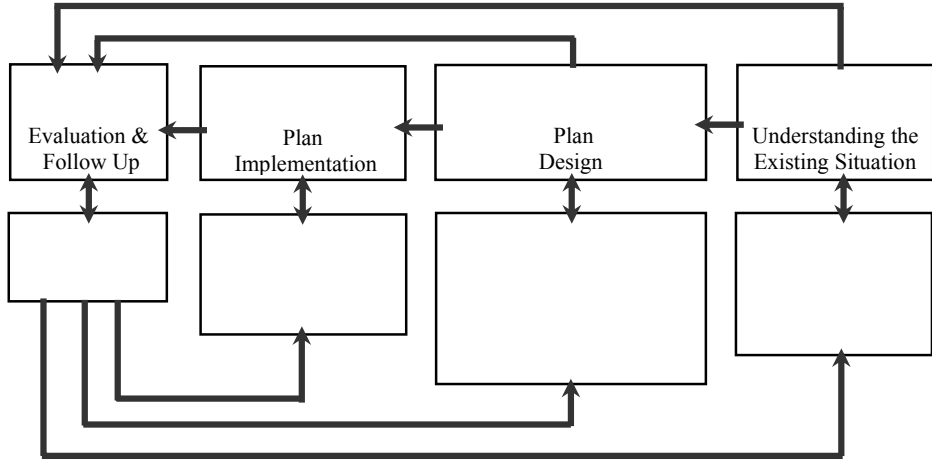 Evaluation &
Follow Up
Plan
Implementation
Plan
Design
Understanding the
Existing Situation